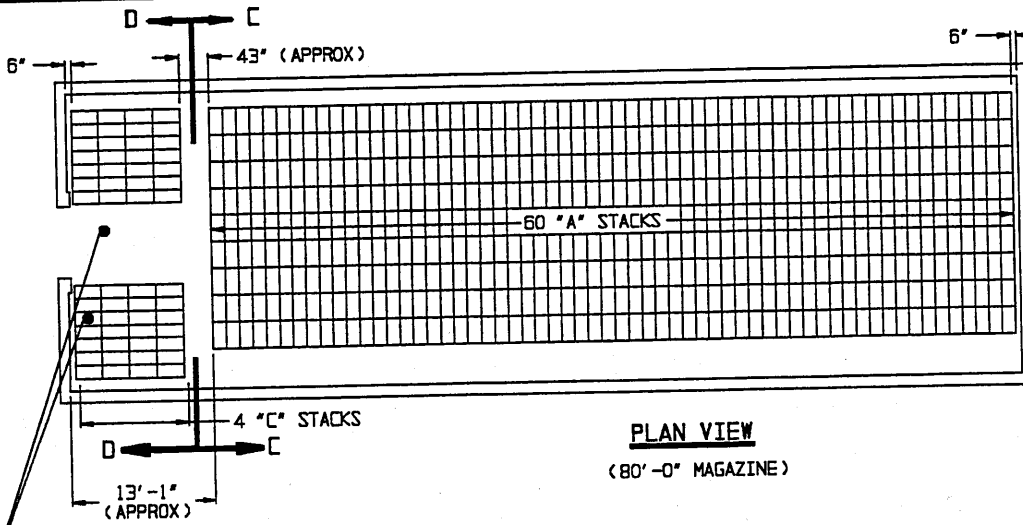 D C
6"
43" (APPROX)
6"
60 "A" STACKS
4 "C" STACKS
D C
13'-1"
(APPROX)
PLAN VIEW
(80'-0" MAGAZINE)